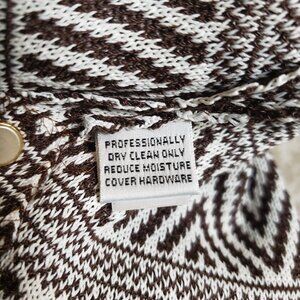 PROFESSIONALLY
DRY CLEAN ONLY
REDUCE MOISTURE
COVER HARDWARE